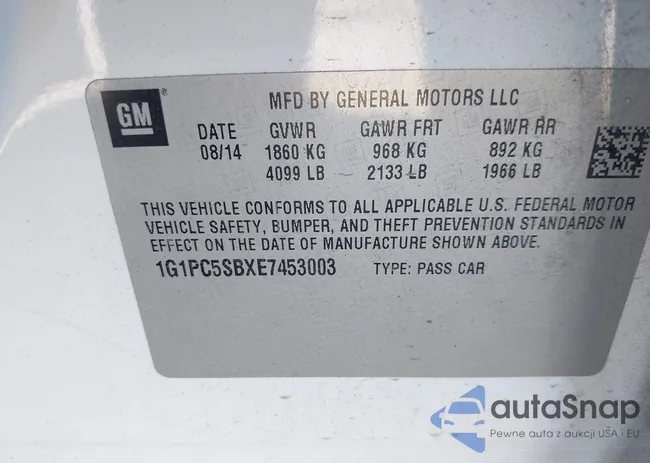 GM ® MFD BY GENERAL MOTORS LLC
DATE GVWR GAWR FRT GAWR RR
08/14 1860 KG 968 KG 892 KG
4099 LB 2133 LB 1966 LB
THIS VEHICLE CONFORMS TO ALL APPLICABLE U.S. FEDERAL MOTOR
VEHICLE SAFETY, BUMPER, AND THEFT PREVENTION STANDARDS IN
EFFECT ON THE DATE OF MANUFACTURE SHOWN ABOVE.
1G1PC5SBXE7453003 TYPE: PASS CAR
autaSnap
Pewne auta z aukcji USA i EU